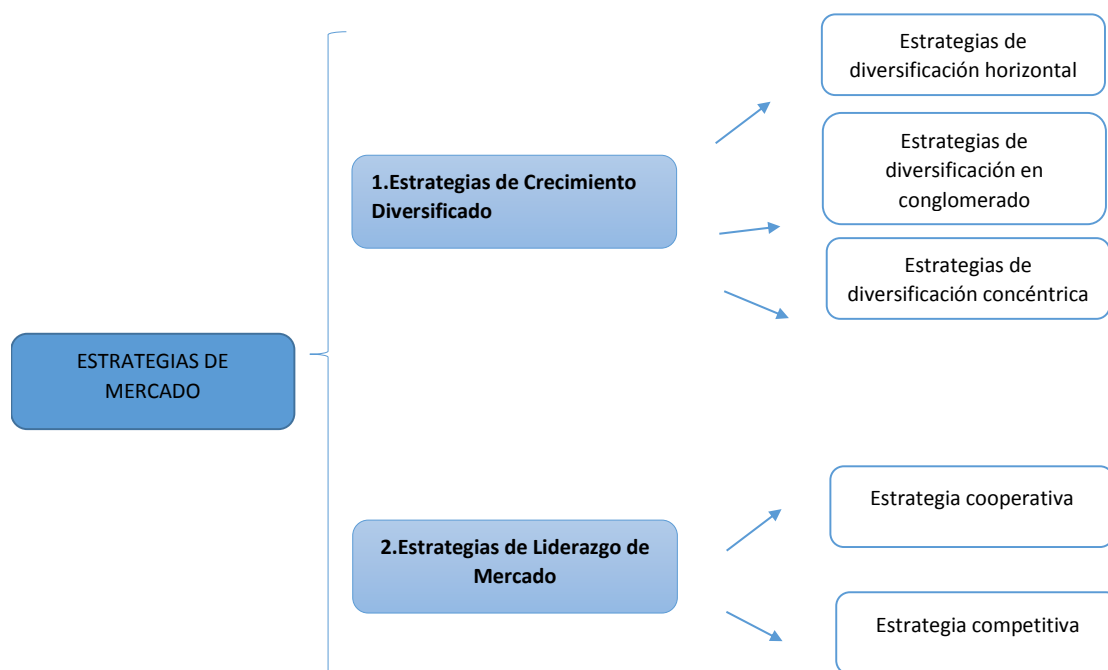 ESTRATEGIAS DE
MERCADO
1.Estrategias de Crecimiento
Diversificado
Estrategias de
diversificación horizontal
Estrategias de
diversificación en
conglomerado
Estrategias de
diversificación concéntrica
2.Estrategias de Liderazgo de
Mercado
Estrategia cooperativa
Estrategia competitiva